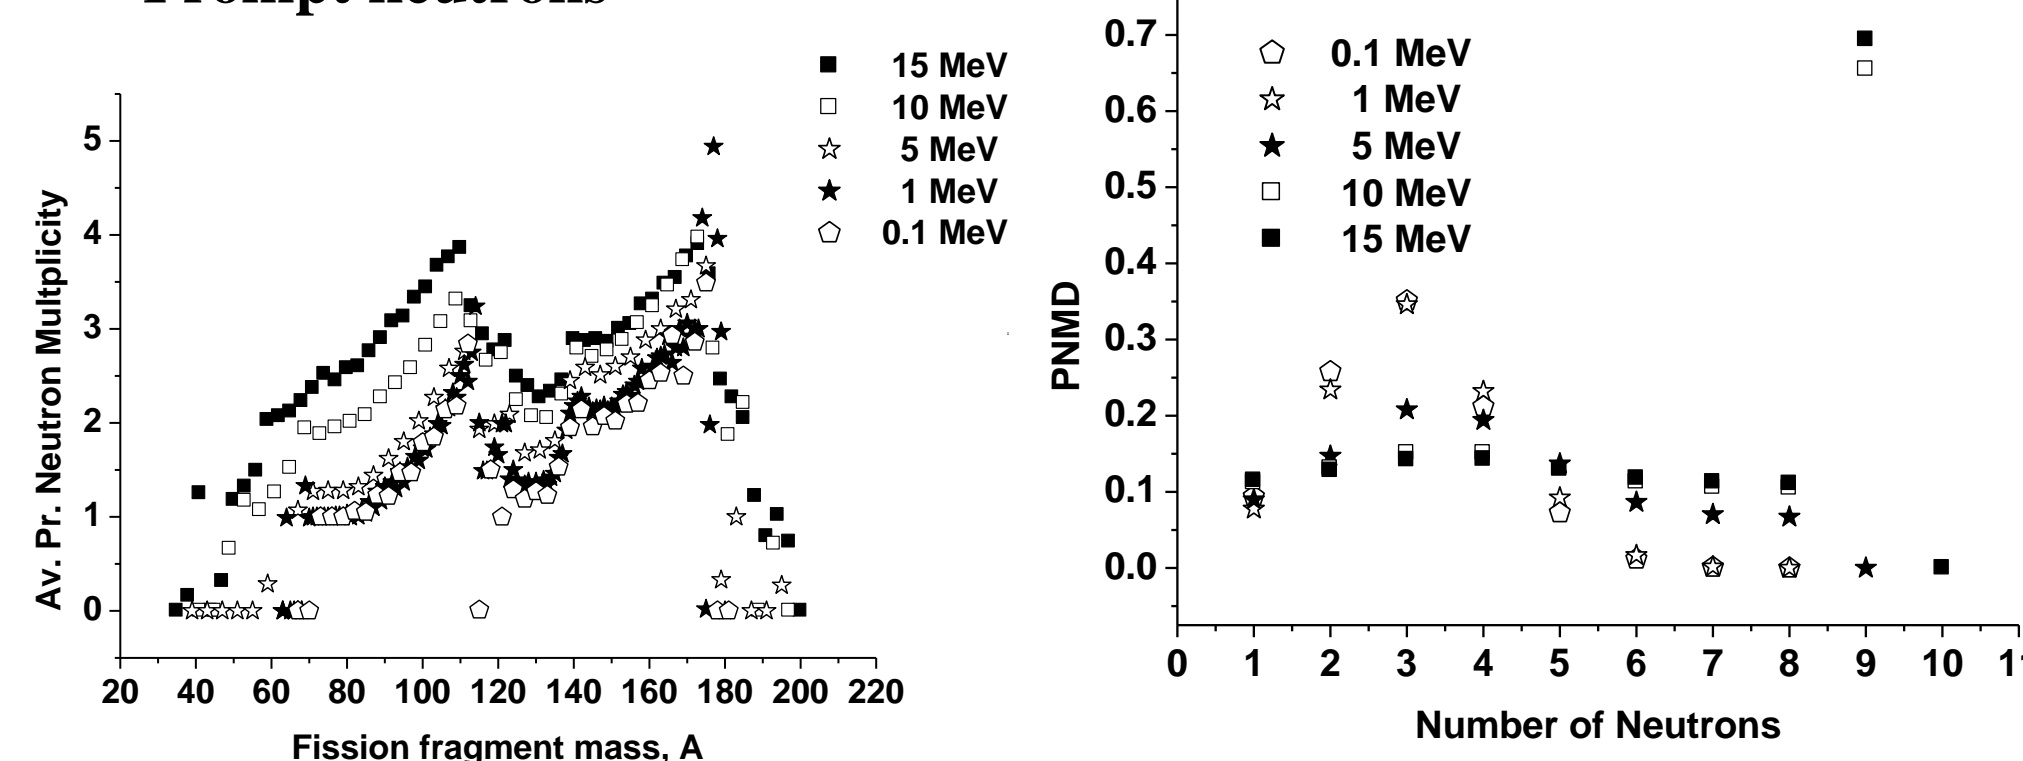 Prompt neutrons
15 MeV
10 MeV
5 MeV
1 MeV
0.1 MeV
5
4
3
2
1
0
20 40 60 80 100 120 140 160 180 200 220
Av. Pr. Neutron Multplicity
Fission fragment mass, A
0.7
0.6
0.5
0.4
0.3
0.2
0.1
0.0
0.1 MeV
1 MeV
5 MeV
10 MeV
15 MeV
PNMD
0 1 2 3 4 5 6 7 8 9 10
Number of Neutrons